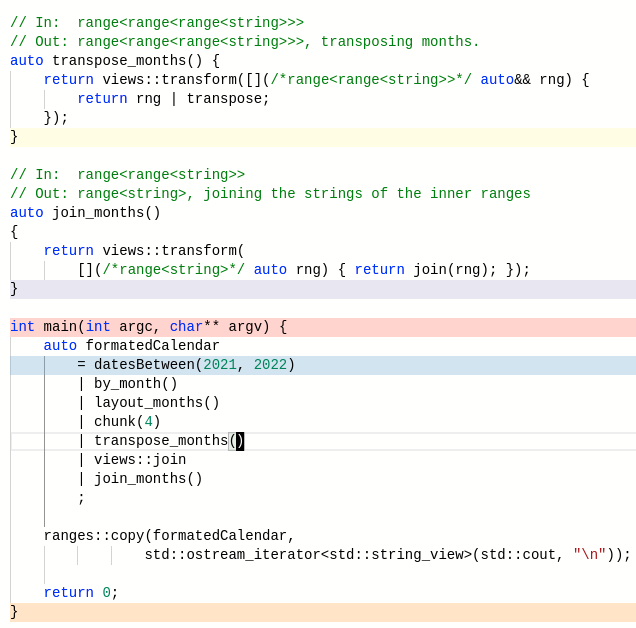 // In:  range<range<range<string>>>
// Out: range<range<range<string>>>, transposing months.
auto transpose_months() {
    return views::transform([](/*range<range<string>>*/ auto&& rng) {
        return rng | transpose;
    });
}

// In:  range<range<string>>
// Out: range<string>, joining the strings of the inner ranges
auto join_months()
{
    return views::transform(
        [](/*range<string>*/ auto rng) { return join(rng); });
}

int main(int argc, char** argv) {
    auto formatedCalendar
        = datesBetween(2021, 2022)
        | by_month()
        | layout_months()
        | chunk(4)
        | transpose_months()
        | views::join
        | join_months()
        ;

    ranges::copy(formatedCalendar,
                std::ostream_iterator<std::string_view>(std::cout, "\n"));

    return 0;
}